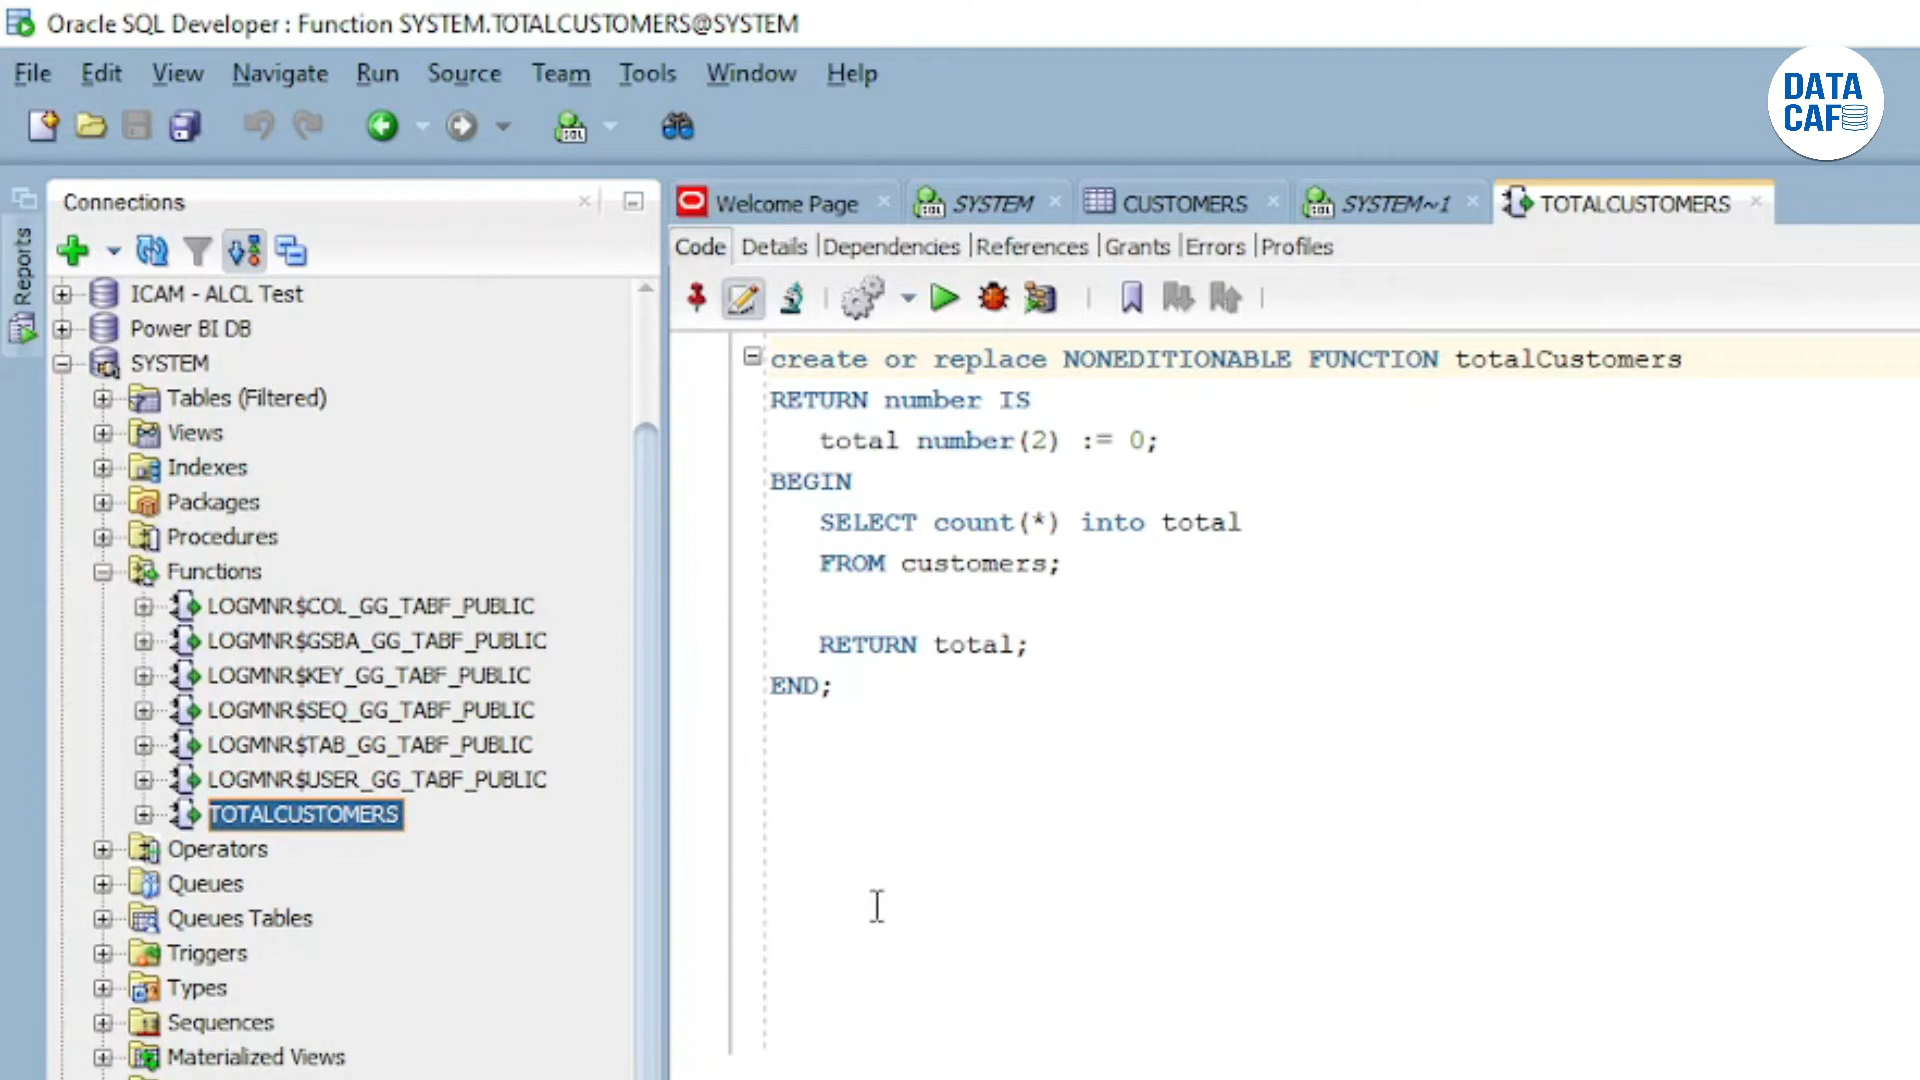 Oracle SQL Developer : Function SYSTEM.TOTALCUSTOMERS@SYSTEM
File Edit View Navigate Run Source Team Tools Window Help
DATA
CAF
Reports
Connections
ICAM - ALCL Test
Power BI DB
SYSTEM
Tables (Filtered)
Views
Indexes
Packages
Procedures
Functions
LOGMNR$COL_GG_TABF_PUBLIC
LOGMNR$GSBA_GG_TABF_PUBLIC
LOGMNR$KEY_GG_TABF_PUBLIC
LOGMNR$SEQ_GG_TABF_PUBLIC
LOGMNR$TAB_GG_TABF_PUBLIC
LOGMNR$USER_GG_TABF_PUBLIC
TOTALCUSTOMERS
Operators
Queues
Queues Tables
Triggers
Types
Sequences
Materialized Views
Welcome Page SYSTEM CUSTOMERS SYSTEM~1 TOTALCUSTOMERS
Code Details Dependencies References Grants Errors Profiles
create or replace NONEDITIONABLE FUNCTION totalCustomers
RETURN number IS
total number(2) := 0;
BEGIN
SELECT count(*) into total
FROM customers;
RETURN total;
END;